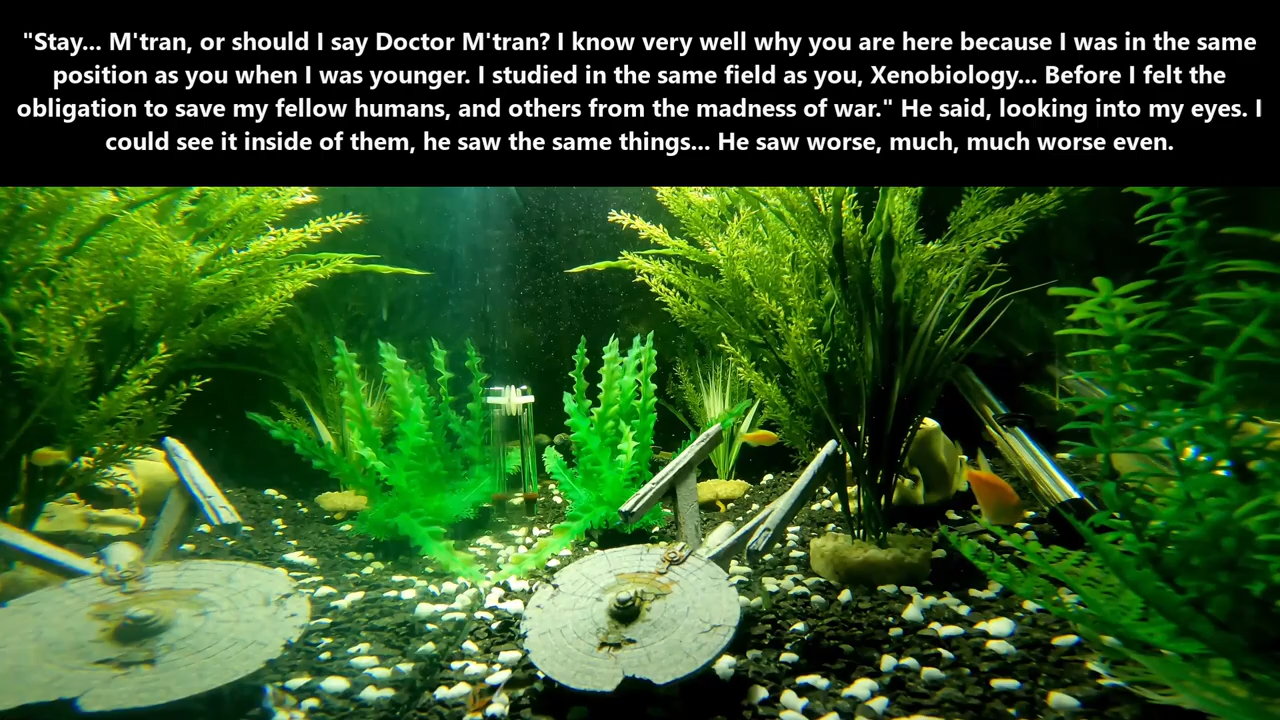 "Stay... M'tran, or should I say Doctor M'tran? I know very well why you are here because I was in the same
position as you when I was younger. I studied in the same field as you, Xenobiology... Before I felt the
obligation to save my fellow humans, and others from the madness of war." He said, looking into my eyes. I
could see it inside of them, he saw the same things... He saw worse, much, much worse even.